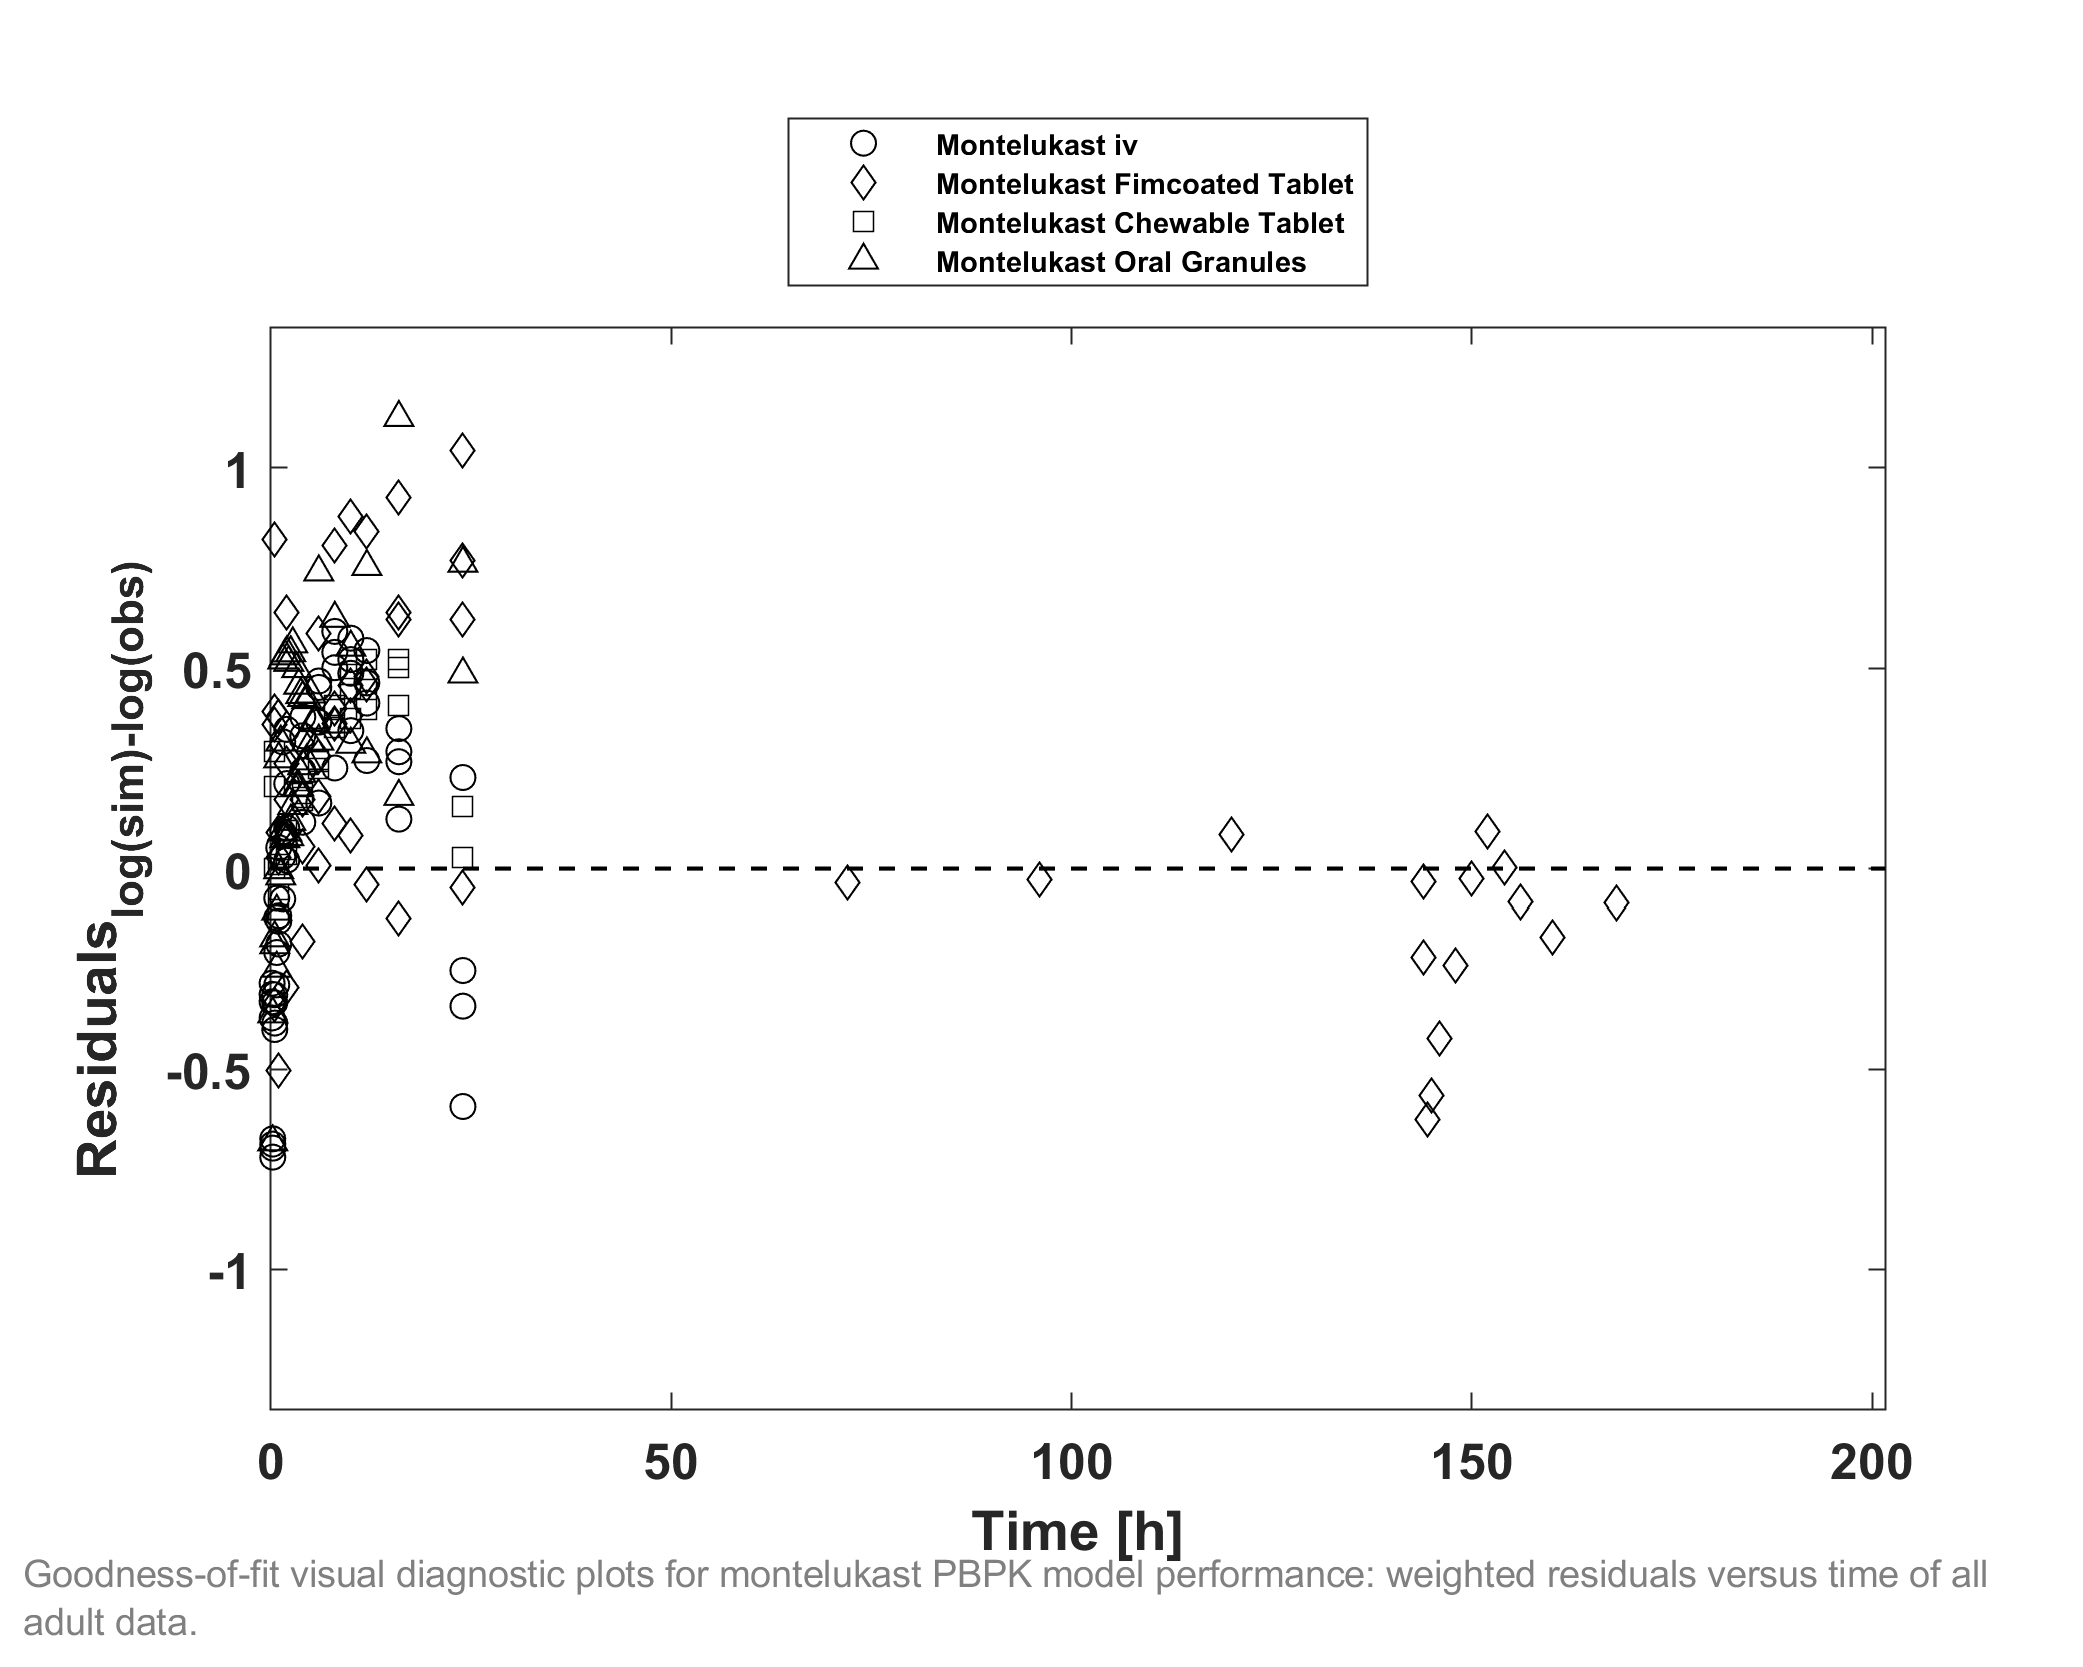 Montelukast iv
Montelukast Fimcoated Tablet
Montelukast Chewable Tablet
Montelukast Oral Granules
Residuals log(sim)-log(obs)
1
0.5
0
-0.5
-1
0 50 100 150 200
Time [h]
Goodness-of-fit visual diagnostic plots for montelukast PBPK model performance: weighted residuals versus time of all
adult data.